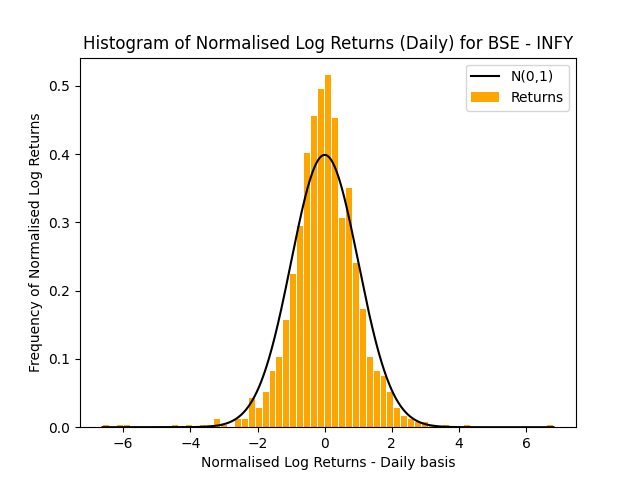 Histogram of Normalised Log Returns (Daily) for BSE - INFY
N(0,1)
Returns
Frequency of Normalised Log Returns
0.5
0.4
0.3
0.2
0.1
0.0
−6
−4
−2
0
2
4
6
Normalised Log Returns - Daily basis